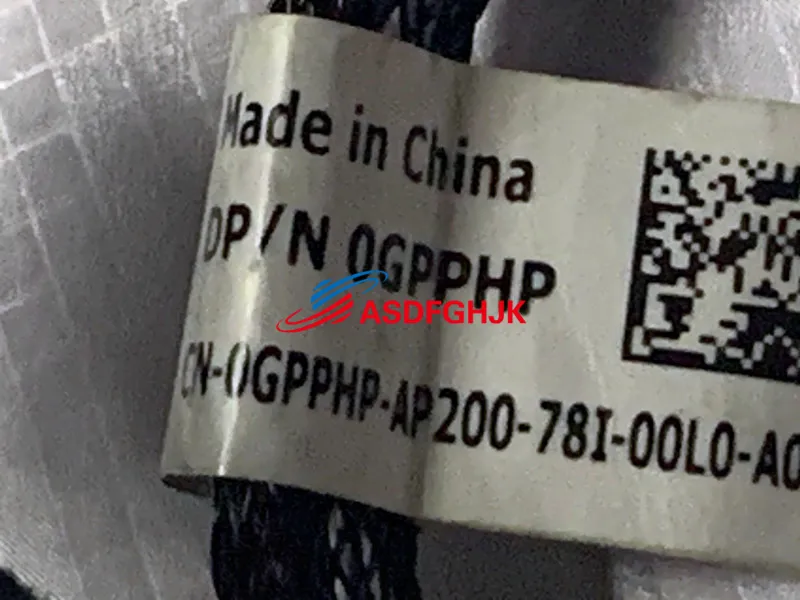 Made in China
DP/N 0GPPHP
ASDFGHJK
CN-0GPPHP-AP200-78I-00L0-A0